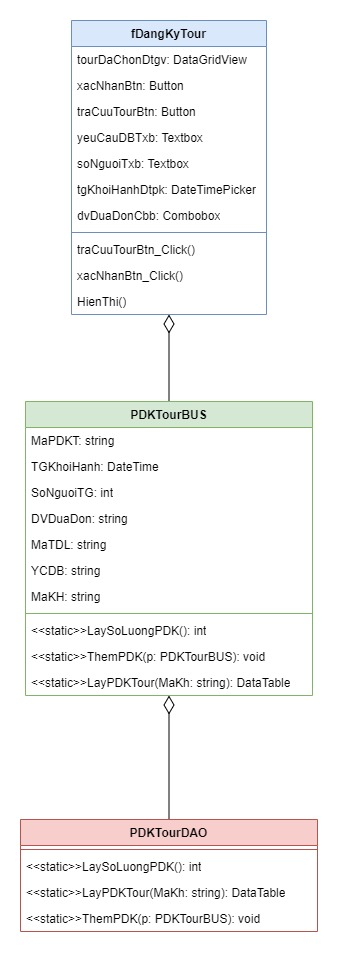 fDangKyTour
tourDaChonDtgv: DataGridView
xacNhanBtn: Button
traCuuTourBtn: Button
yeuCauDBTxb: Textbox
soNguoiTxb: Textbox
tgKhoiHanhDtpk: DateTimePicker
dvDuaDonCbb: Combobox
traCuuTourBtn_Click()
xacNhanBtn_Click()
HienThi()
PDKTourBUS
MaPDKT: string
TGKhoiHanh: DateTime
SoNguoiTG: int
DVDuaDon: string
MaTDL: string
YCDB: string
MaKH: string
<<static>>LaySoLuongPDK(): int
<<static>>ThemPDK(p: PDKTourBUS): void
<<static>>LayPDKTour(MaKh: string): DataTable
PDKTourDAO
<<static>>LaySoLuongPDK(): int
<<static>>LayPDKTour(MaKh: string): DataTable
<<static>>ThemPDK(p: PDKTourBUS): void